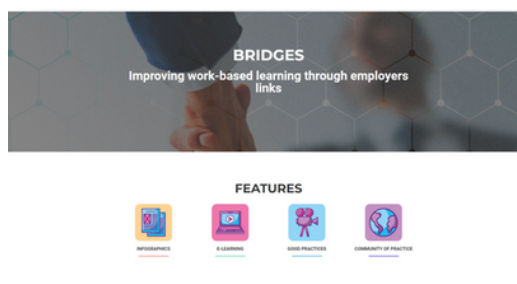 BRIDGES
Improving work-based learning through employers
links
FEATURES
INFOGRAPHICS
E-LEARNING
GOOD PRACTICES
COMMUNITY OF PRACTICE